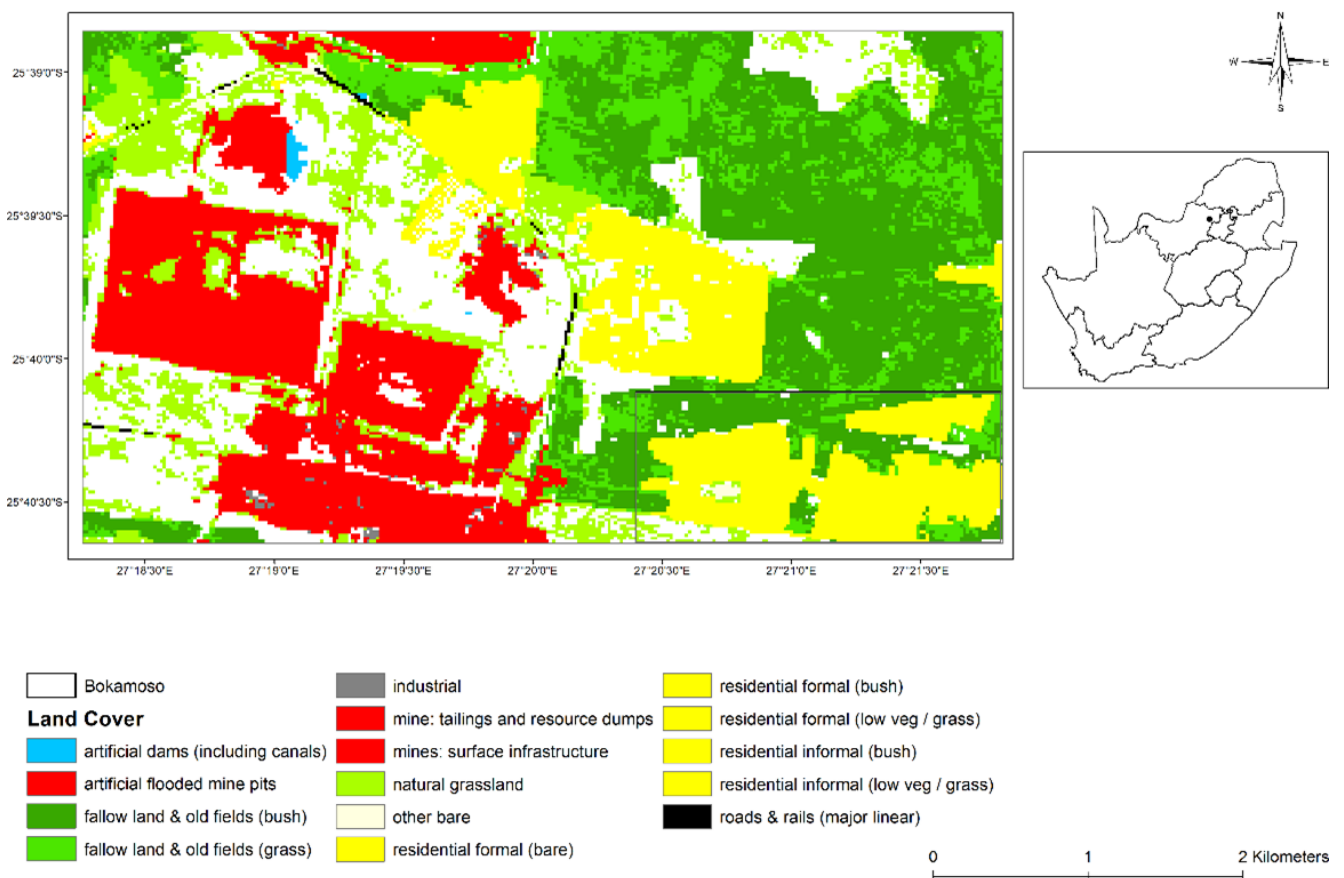 N
W
E
S
25°39'0"S
25°39'30"S
25°40'0"S
25°40'30"S
27°18'30"E
27°19'0"E
27°19'30"E
27°20'0"E
27°20'30"E
27°21'0"E
27°21'30"E
Bokamoso
Land Cover
artificial dams (including canals)
artificial flooded mine pits
fallow land & old fields (bush)
fallow land & old fields (grass)
industrial
mine: tailings and resource dumps
mines: surface infrastructure
natural grassland
other bare
residential formal (bare)
residential formal (bush)
residential formal (low veg / grass)
residential informal (bush)
residential informal (low veg / grass)
roads & rails (major linear)
0 1 2 Kilometers